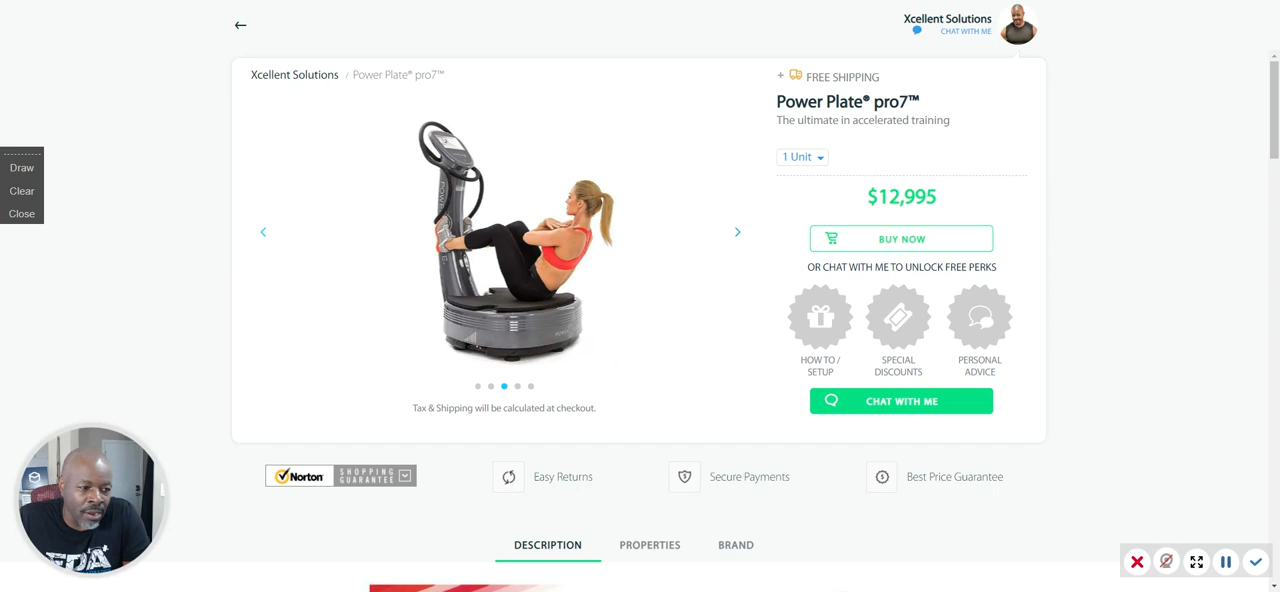 Xcellent Solutions
CHAT WITH ME
Xcellent Solutions / Power Plate® pro7™
+ FREE SHIPPING
Power Plate® pro7™
The ultimate in accelerated training
1 Unit
$12,995
BUY NOW
OR CHAT WITH ME TO UNLOCK FREE PERKS
HOW TO /
SETUP
SPECIAL
DISCOUNTS
PERSONAL
ADVICE
CHAT WITH ME
Tax & Shipping will be calculated at checkout.
Draw
Clear
Close
Norton
SHOPPING
GUARANTEE
Easy Returns
Secure Payments
Best Price Guarantee
DESCRIPTION
PROPERTIES
BRAND